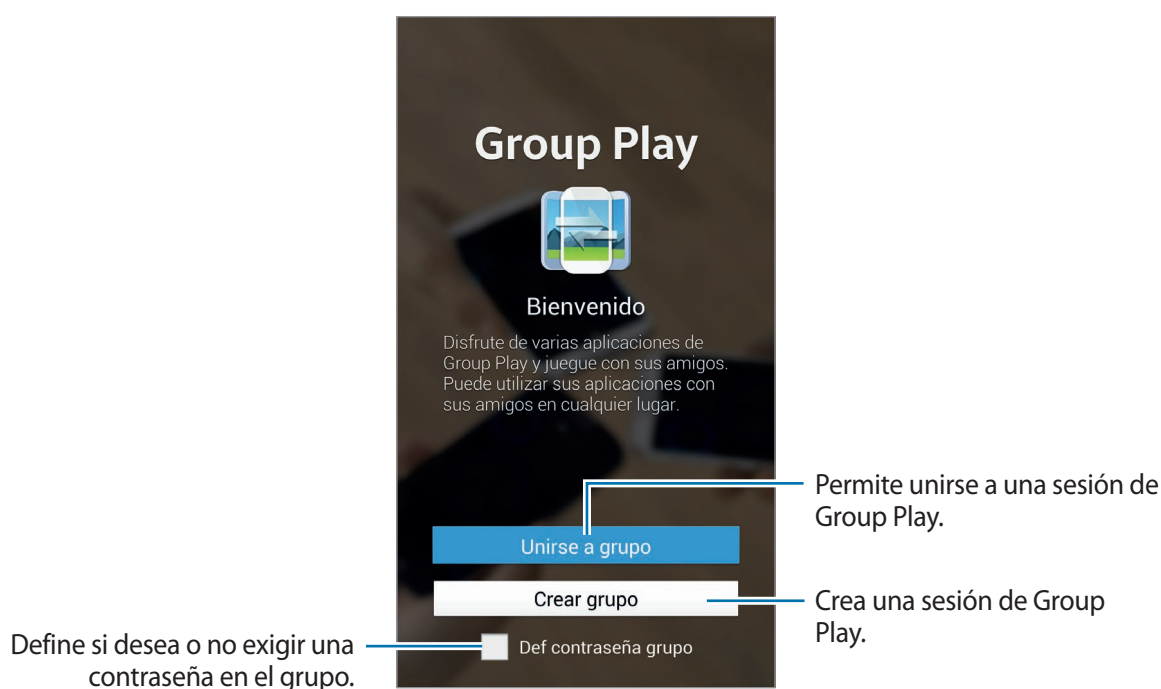 Group Play
Bienvenido
Disfrute de varias aplicaciones de
Group Play y juegue con sus amigos.
Puede utilizar sus aplicaciones con
sus amigos en cualquier lugar.
Permite unirse a una sesión de
Group Play.
Unirse a grupo
Crear grupo
Crea una sesión de Group
Play.
Define si desea o no exigir una
contraseña en el grupo.
Def contraseña grupo